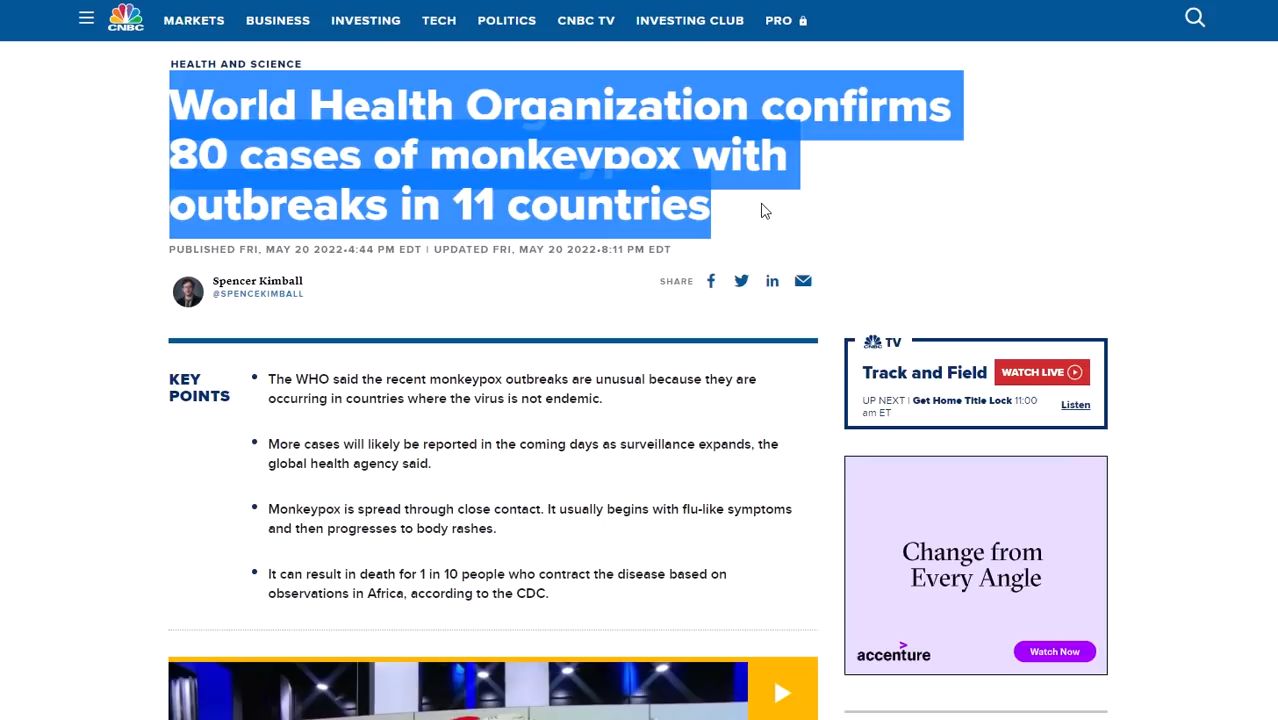 CNBC
MARKETS BUSINESS INVESTING TECH POLITICS CNBC TV INVESTING CLUB PRO
HEALTH AND SCIENCE
World Health Organization confirms
80 cases of monkeypox with
outbreaks in 11 countries
PUBLISHED FRI, MAY 20 2022•4:44 PM EDT | UPDATED FRI, MAY 20 2022•8:11 PM EDT
Spencer Kimball
@SPENCEKIMBALL
SHARE
KEY
POINTS
The WHO said the recent monkeypox outbreaks are unusual because they are
occurring in countries where the virus is not endemic.
More cases will likely be reported in the coming days as surveillance expands, the
global health agency said.
Monkeypox is spread through close contact. It usually begins with flu-like symptoms
and then progresses to body rashes.
It can result in death for 1 in 10 people who contract the disease based on
observations in Africa, according to the CDC.
CNBC TV
Track and Field WATCH LIVE
UP NEXT | Get Home Title Lock 11:00
am ET
Listen
Change from
Every Angle
accenture
Watch Now